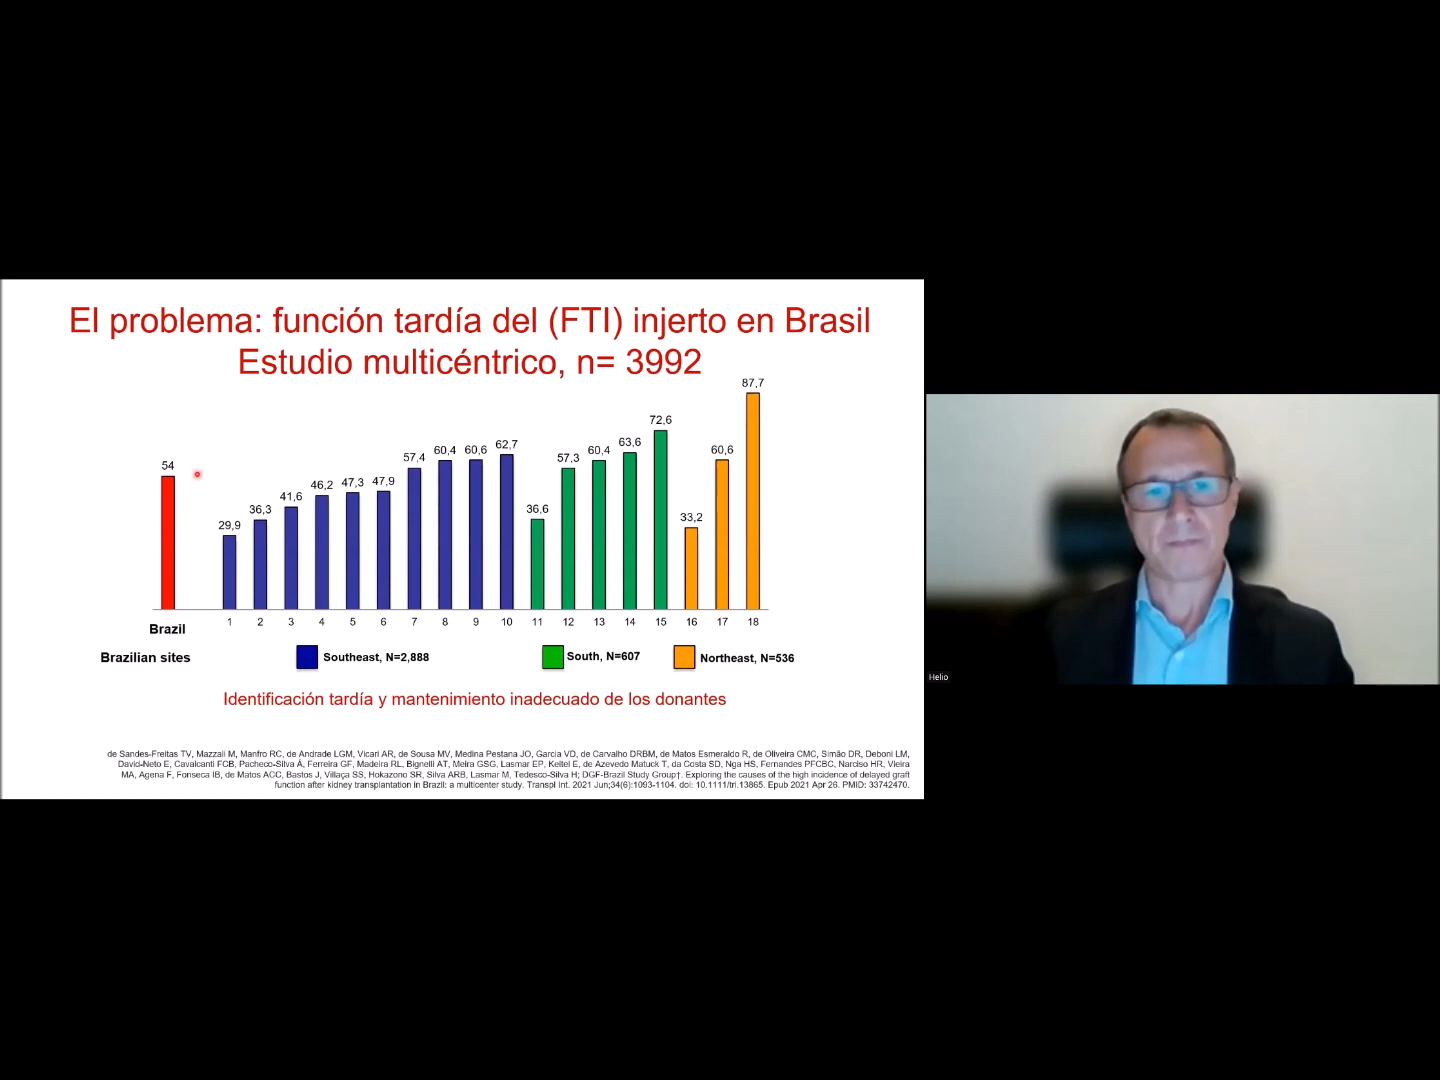 El problema: función tardía del (FTI) injerto en Brasil
Estudio multicéntrico, n= 3992
54
29,9
36,3
41,6
46,2
47,3
47,9
57,4
60,4
60,6
62,7
36,6
57,3
60,4
63,6
72,6
33,2
60,6
87,7
Brazil
1 2 3 4 5 6 7 8 9 10 11 12 13 14 15 16 17 18
Brazilian sites
Southeast, N=2,888
South, N=607
Northeast, N=536
Identificación tardía y mantenimiento inadecuado de los donantes
de Sandes-Freitas TV, Mazzali M, Manfro RC, de Andrade LGM, Vicari AR, de Sousa MV, Medina Pestana JO, Garcia VD, de Carvalho DRBM, de Matos Esmeraldo R, de Oliveira CMC, Simão DR, Deboni LM,
David-Neto E, Cavalcanti FCB, Pacheco-Silva Á, Ferreira GF, Madeira RL, Bignelli AT, Meira GSG, Lasmar EP, Keitel E, de Azevedo Matuck T, da Costa SD, Nga HS, Fernandes PFCBC, Narciso HR, Vieira
MA, Agena F, Fonseca IB, de Matos ACC, Bastos J, Villaça SS, Hokazono SR, Silva ARB, Lasmar M, Tedesco-Silva H; DGF-Brazil Study Group†. Exploring the causes of the high incidence of delayed graft
function after kidney transplantation in Brazil: a multicenter study. Transpl Int. 2021 Jun;34(6):1093-1104. doi: 10.1111/tri.13865. Epub 2021 Apr 26. PMID: 33742470.
Helio